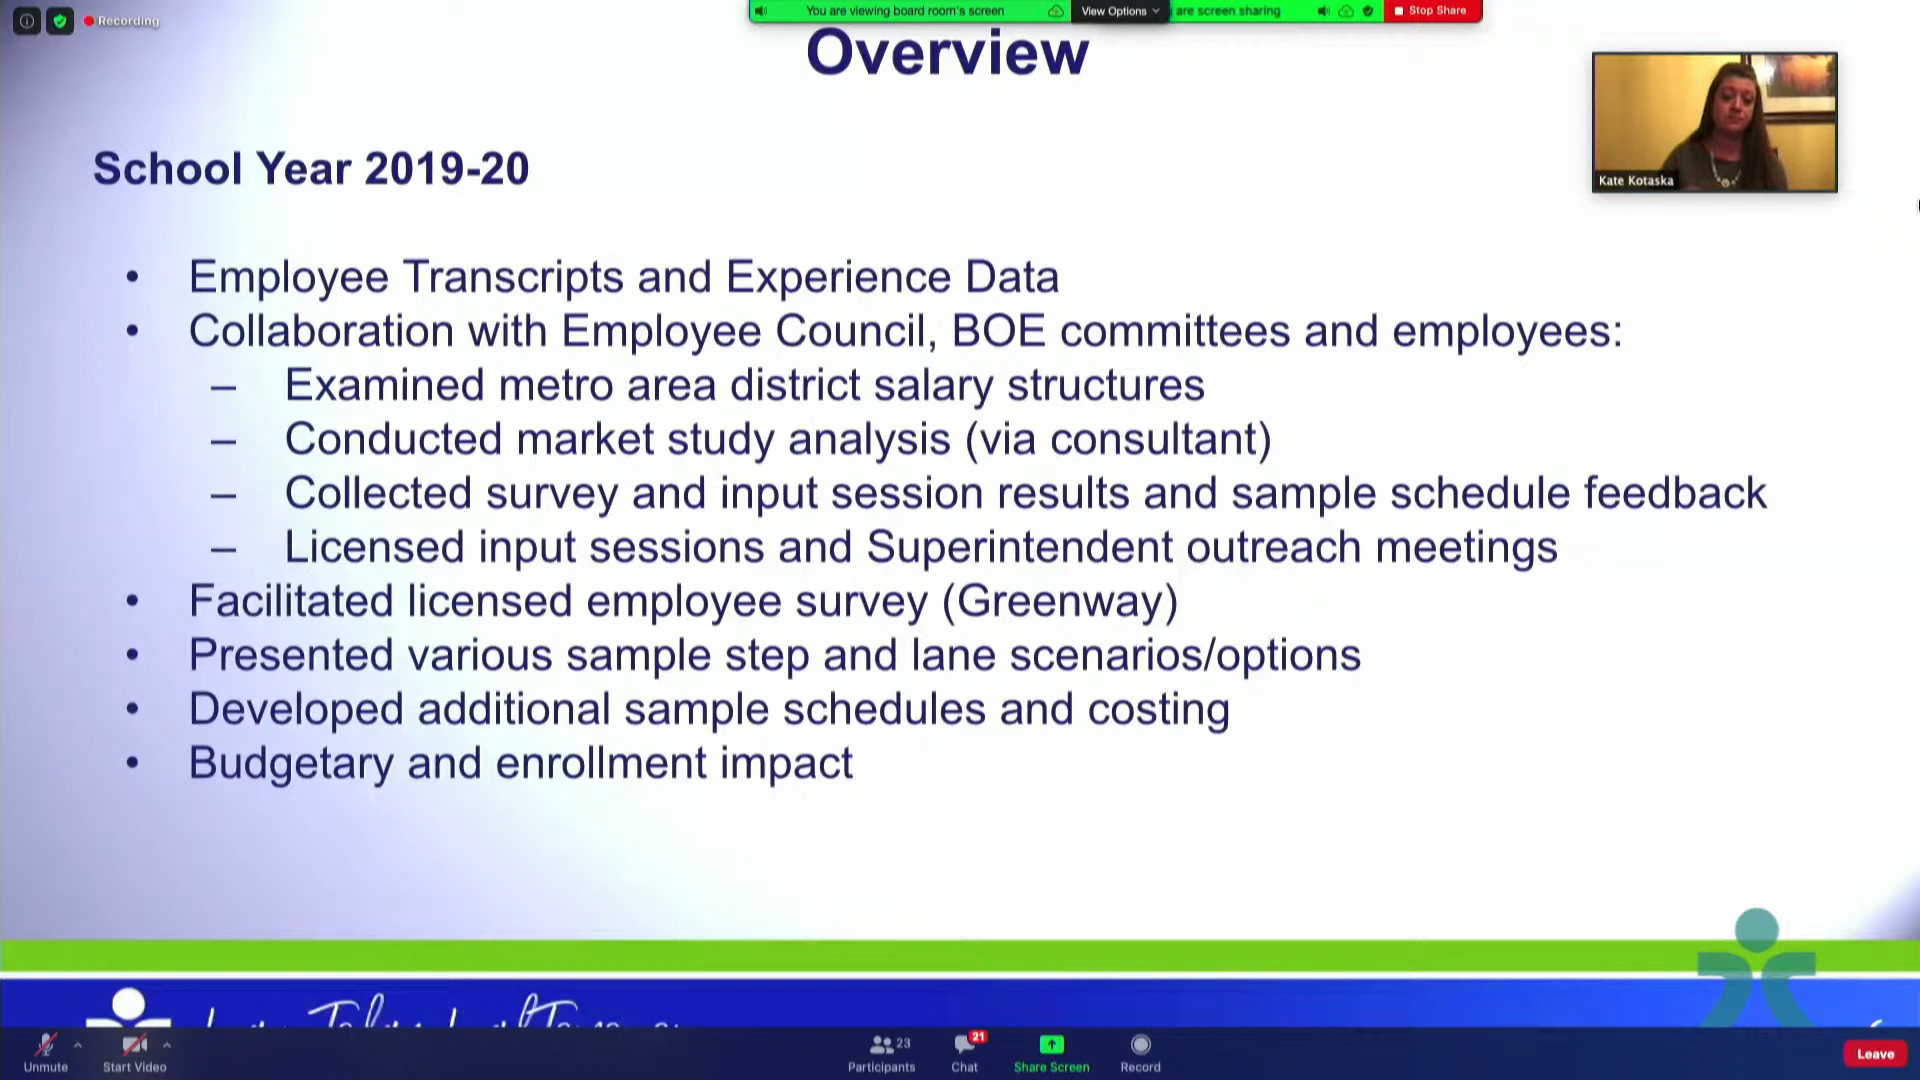 Recording
You are viewing board room's screen
View Options
are screen sharing
Stop Share
Overview
School Year 2019-20
Kate Kotaska
• Employee Transcripts and Experience Data
• Collaboration with Employee Council, BOE committees and employees:
– Examined metro area district salary structures
– Conducted market study analysis (via consultant)
– Collected survey and input session results and sample schedule feedback
– Licensed input sessions and Superintendent outreach meetings
• Facilitated licensed employee survey (Greenway)
• Presented various sample step and lane scenarios/options
• Developed additional sample schedules and costing
• Budgetary and enrollment impact
23
21
Unmute
Start Video
Participants
Chat
Share Screen
Record
Leave